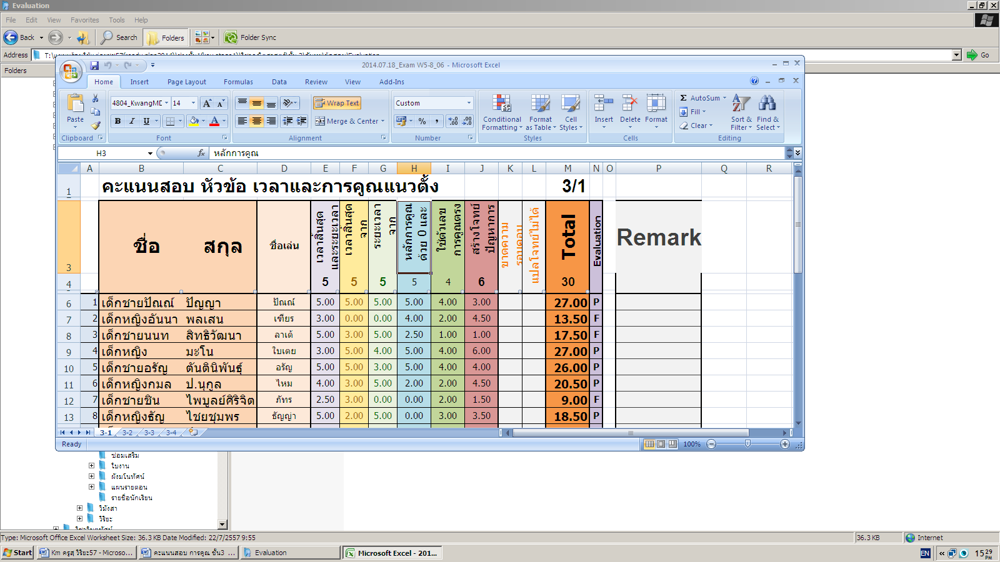 Evaluation
File Edit View Favorites Tools Help
Back Search Folders Folder Sync
Address Go
Folders
2014.07.18_Exam W5-8_06 - Microsoft Excel
Home Insert Page Layout Formulas Data Review View Add-Ins
4804_KwangMD 14 Wrap Text Custom AutoSum
Fill
Paste B I U Merge & Center % , Conditional Formatting Format as Table Cell Styles Insert Delete Format Clear Sort & Filter Find & Select
Clipboard Font Alignment Number Styles Cells Editing
H3 fx หลักการคูณ
A B C D E F G H I J K L M N O P Q R
1 คะแนนสอบ หัวข้อ เวลาและการคูณแนวตั้ง 3/1
3 ชื่อ สกุล ชื่อเล่น เวลาสิ้นสุด และระยะเวลา เวลาสิ้นสุด จาก ระยะเวลา จาก หลักการคูณ ด้วย 0 และ ใช้ตัวเลข การคูณตรง สร้างโจทย์ ปัญหาการ ขาดความ รอบคอบ แปลโจทย์ไม่ได้ Total Evaluation Remark
4 5 5 5 5 4 6 30
6 1 เด็กชายปัณณ์ ปัญญา ปัณณ์ 5.00 5.00 5.00 5.00 4.00 3.00 27.00 P
7 2 เด็กหญิงอันนา พลเสน เฑียร 3.00 0.00 0.00 4.00 2.00 4.50 13.50 F
8 3 เด็กชายนนท สิทธิวัฒนา ลาเต้ 5.00 3.00 5.00 2.50 1.00 1.00 17.50 F
9 4 เด็กหญิง มะโน ใบเตย 3.00 5.00 4.00 5.00 4.00 6.00 27.00 P
10 5 เด็กชายอรัญ ตันตินิพันธุ์ อรัญ 5.00 5.00 3.00 5.00 4.00 4.00 26.00 P
11 6 เด็กหญิงกมล ป.นุกูล ไหม 4.00 3.00 5.00 2.00 2.00 4.50 20.50 P
12 7 เด็กชายชิน ไพบูลย์ศิริจิต ภัทร 2.50 3.00 0.00 0.00 2.00 1.50 9.00 F
13 8 เด็กหญิงธัญ ไชยชุมพร ธัญญ่า 5.00 2.00 5.00 0.00 3.00 3.50 18.50 P
3-1 3-2 3-3 3-4
Ready 100%
ซ่อมเสริม
ใบงาน
ผังมโนทัศน์
แผนรายตอน
รายชื่อนักเรียน
วิมังสา
วิริยะ
Type: Microsoft Office Excel Worksheet Size: 36.3 KB Date Modified: 22/7/2557 9:55 36.3 KB Internet
Start Km ครูสุ วิริยะ57 - Microso... คะแนนสอบ การคูณ ชั้น3 ... Evaluation Microsoft Excel - 201... EN 15 29 PM